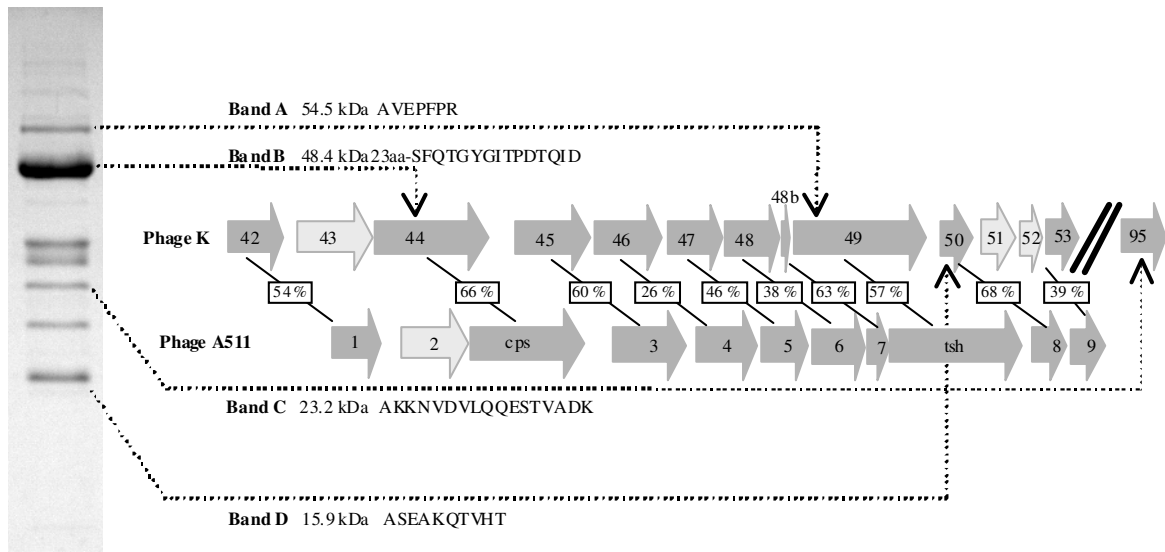 Band A 54.5 kDa AVEPFPR
Band B 48.4 kDa 23aa-SFQTGYGITPDTQID
48b
Phage K 42 43 44 45 46 47 48 49 50 51 52 53 95
54 % 66 % 60 % 26 % 46 % 38 % 63 % 57 % 68 % 39 %
Phage A511 1 2 cps 3 4 5 6 7 tsh 8 9
Band C 23.2 kDa AKKNVDVLQQESTVADK
Band D 15.9 kDa ASEAKQTVHT